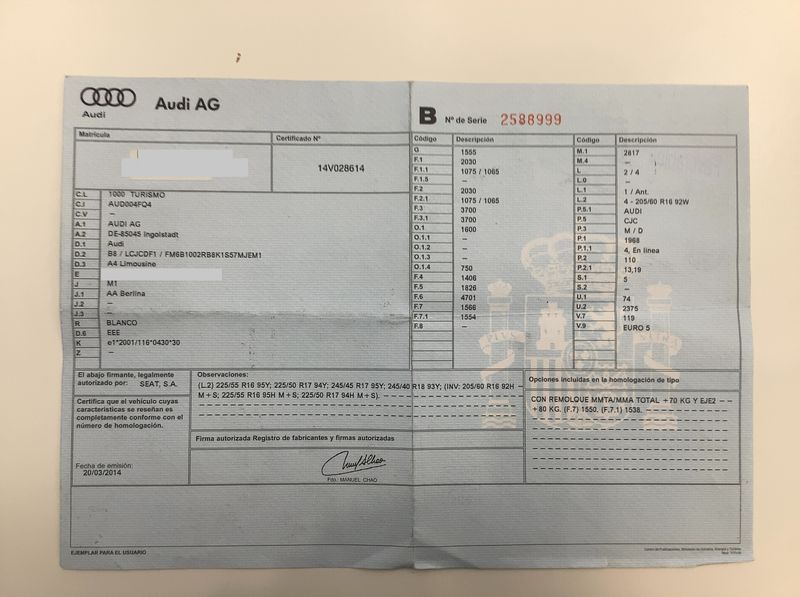 Audi
Audi AG
B Nº de Serie 2588999
Matrícula
Certificado Nº
14V028614
C.L 1000 TURISMO
C.I AUD004FQ4
C.V –
A.1 AUDI AG
A.2 DE-85045 Ingolstadt
D.1 Audi
D.2 B8 / LCJCDF1 / FM6B1002RB8K1S57MJEM1
D.3 A4 Limousine
E
J M1
J.1 AA Berlina
J.2 –
J.3 –
R BLANCO
D.6 EEE
K e1*2001/116*0430*30
Z –
Código Descripción
G 1555
F.1 2030
F.1.1 1075 / 1065
F.1.5 –
F.2 2030
F.2.1 1075 / 1065
F.3 3700
F.3.1 3700
O.1 1600
O.1.1 –
O.1.2 –
O.1.3 –
O.1.4 750
F.4 1406
F.5 1826
F.6 4701
F.7 1566
F.7.1 1554
F.8 –
Código Descripción
M.1 2817
M.4 –
L 2 / 4
L.0 –
L.1 1 / Ant.
L.2 4 - 205/60 R16 92W
P.5.1 AUDI
P.5 CJC
P.3 M / D
P.1 1968
P.1.1 4, En línea
P.2 110
P.2.1 13,19
S.1 5
S.2 –
U.1 74
U.2 2375
V.7 119
V.9 EURO 5
PLVS VLTRA
El abajo firmante, legalmente
autorizado por: SEAT, S.A.
Certifica que el vehículo cuyas
características se reseñan es
completamente conforme con el
número de homologación.
Fecha de emisión:
20/03/2014
Observaciones:
(L.2) 225/55 R16 95Y; 225/50 R17 94Y; 245/45 R17 95Y; 245/40 R18 93Y; (INV: 205/60 R16 92H
M+S; 225/55 R16 95H M+S; 225/50 R17 94H M+S).
Firma autorizada Registro de fabricantes y firmas autorizadas
Fdo.: MANUEL CHAO
Opciones incluidas en la homologación de tipo
CON REMOLQUE MMTA/MMA TOTAL +70 KG Y EJE2
+80 KG. (F.7) 1550. (F.7.1) 1538.
EJEMPLAR PARA EL USUARIO
Centro de Publicaciones. Ministerio de Industria, Energía y Turismo